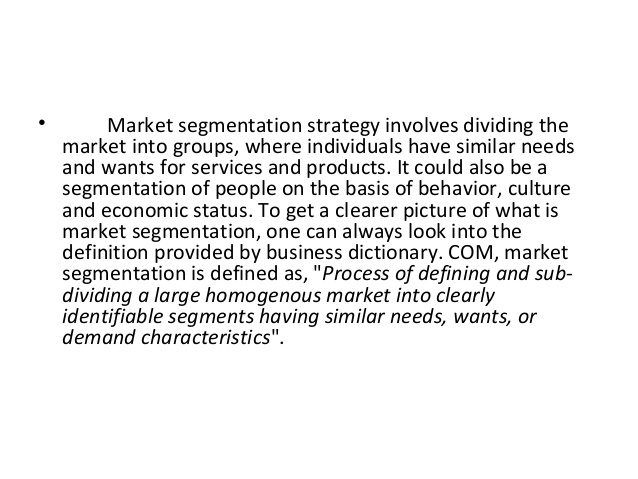 • Market segmentation strategy involves dividing the
market into groups, where individuals have similar needs
and wants for services and products. It could also be a
segmentation of people on the basis of behavior, culture
and economic status. To get a clearer picture of what is
market segmentation, one can always look into the
definition provided by business dictionary. COM, market
segmentation is defined as, "Process of defining and sub-
dividing a large homogenous market into clearly
identifiable segments having similar needs, wants, or
demand characteristics".